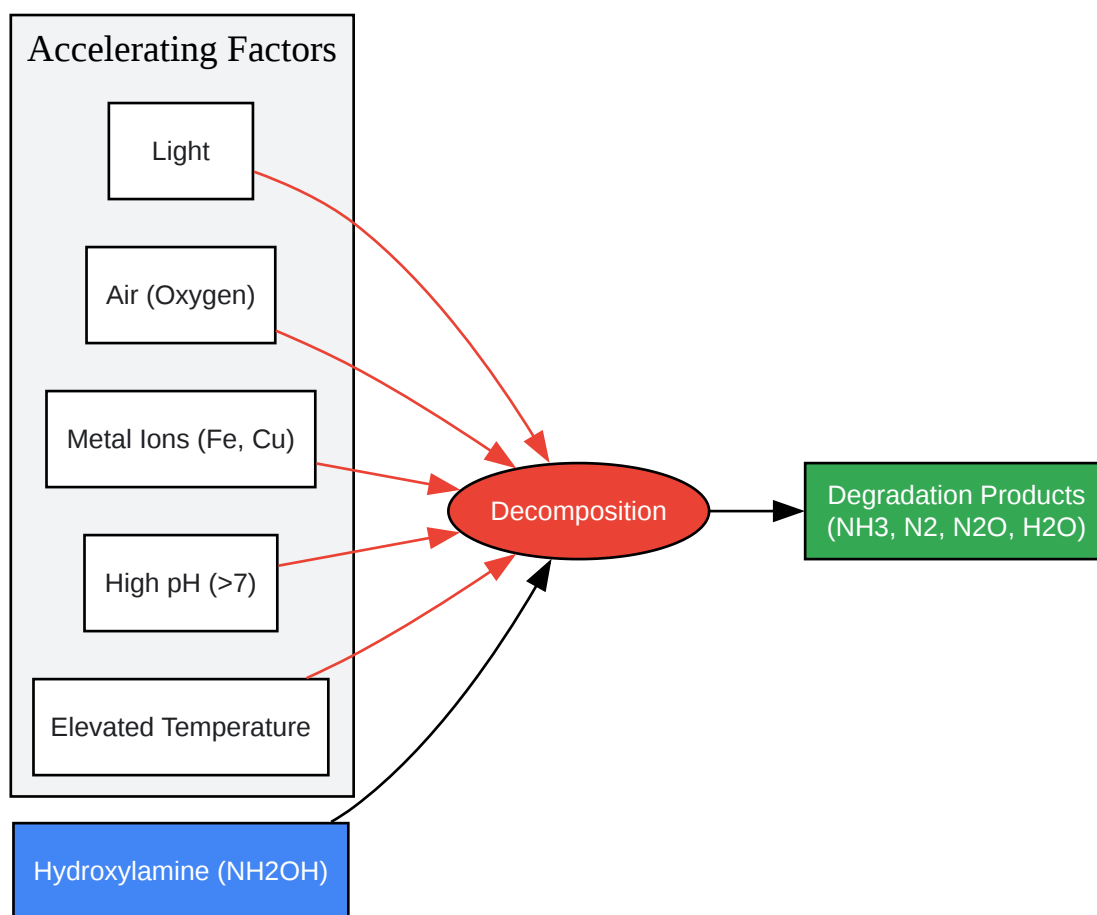 Accelerating Factors
Light
Air (Oxygen)
Metal Ions (Fe, Cu)
High pH (>7)
Elevated Temperature
Hydroxylamine (NH2OH)
Decomposition
Degradation Products
(NH3, N2, N2O, H2O)